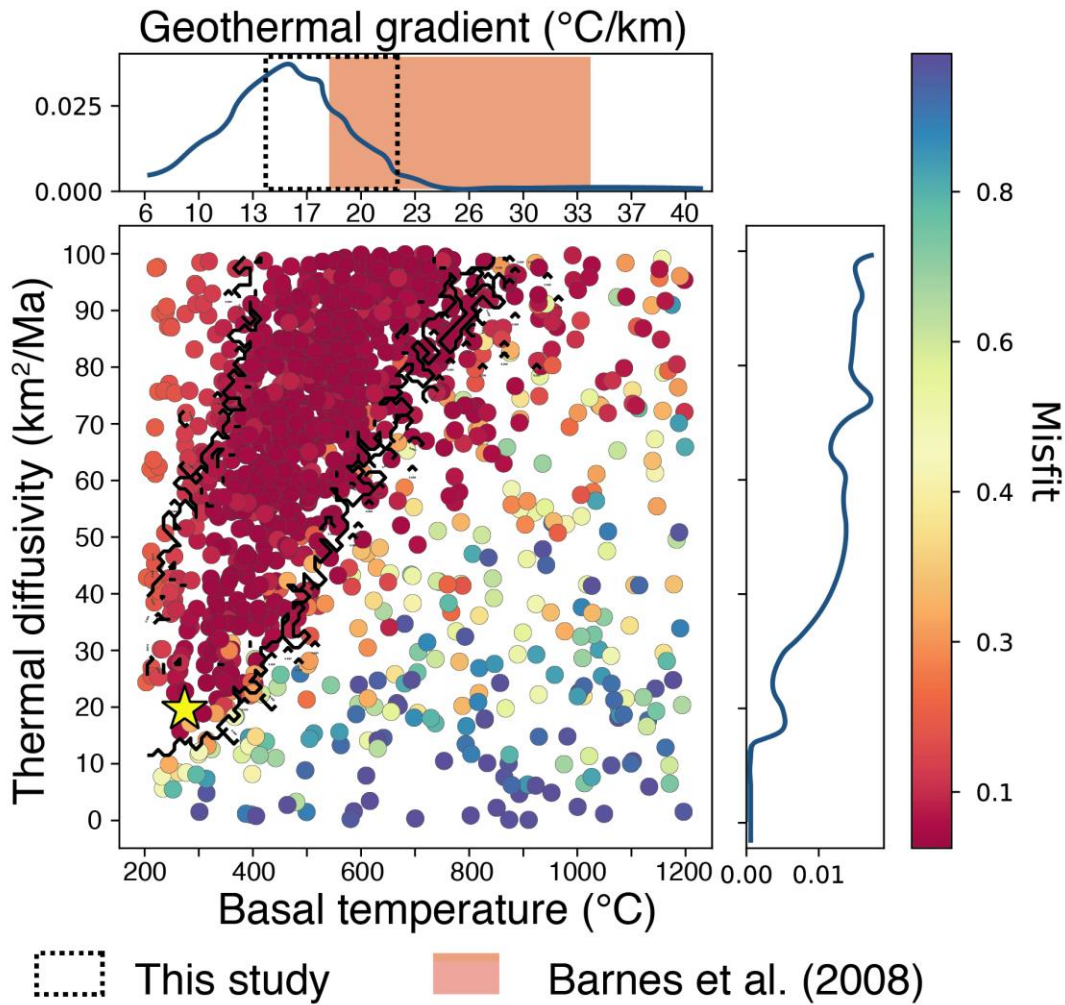 Geothermal gradient (°C/km)
0.025
0.000
6 10 13 17 20 23 26 30 33 37 40
Thermal diffusivity (km²/Ma)
100
90
80
70
60
50
40
30
20
10
0
200 400 600 800 1000 1200
Basal temperature (°C)
0.00 0.01
0.8
0.6
0.4
0.3
0.1
Misfit
This study
Barnes et al. (2008)